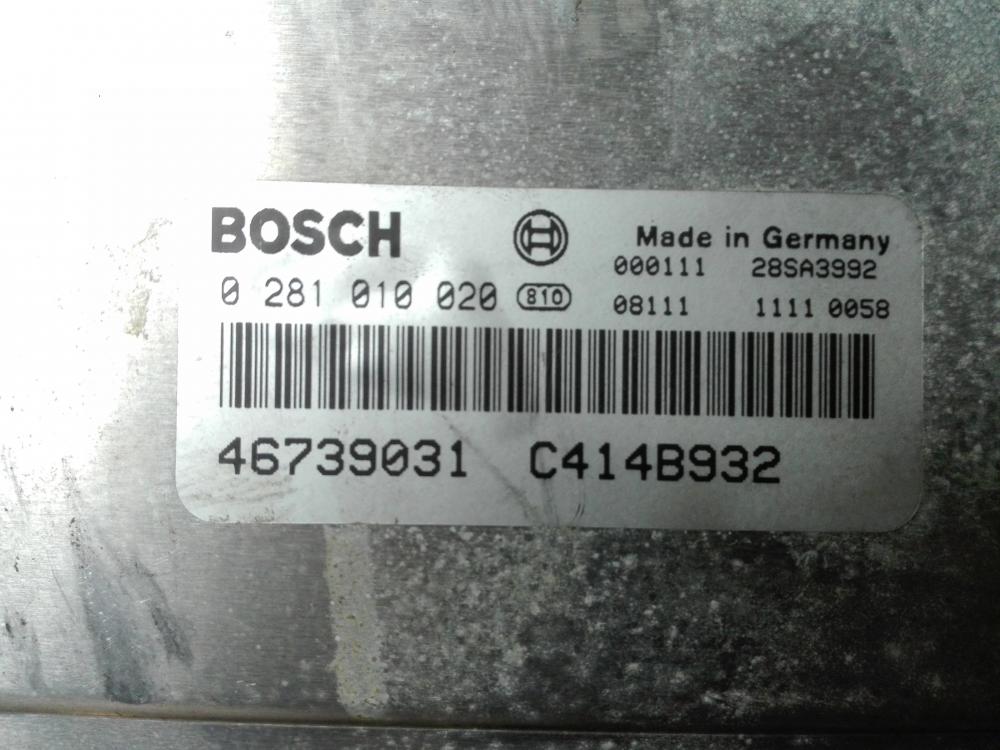 BOSCH Made in Germany
000111 28SA3992
0 281 010 020 810 08111 1111 0058
46739031 C414B932